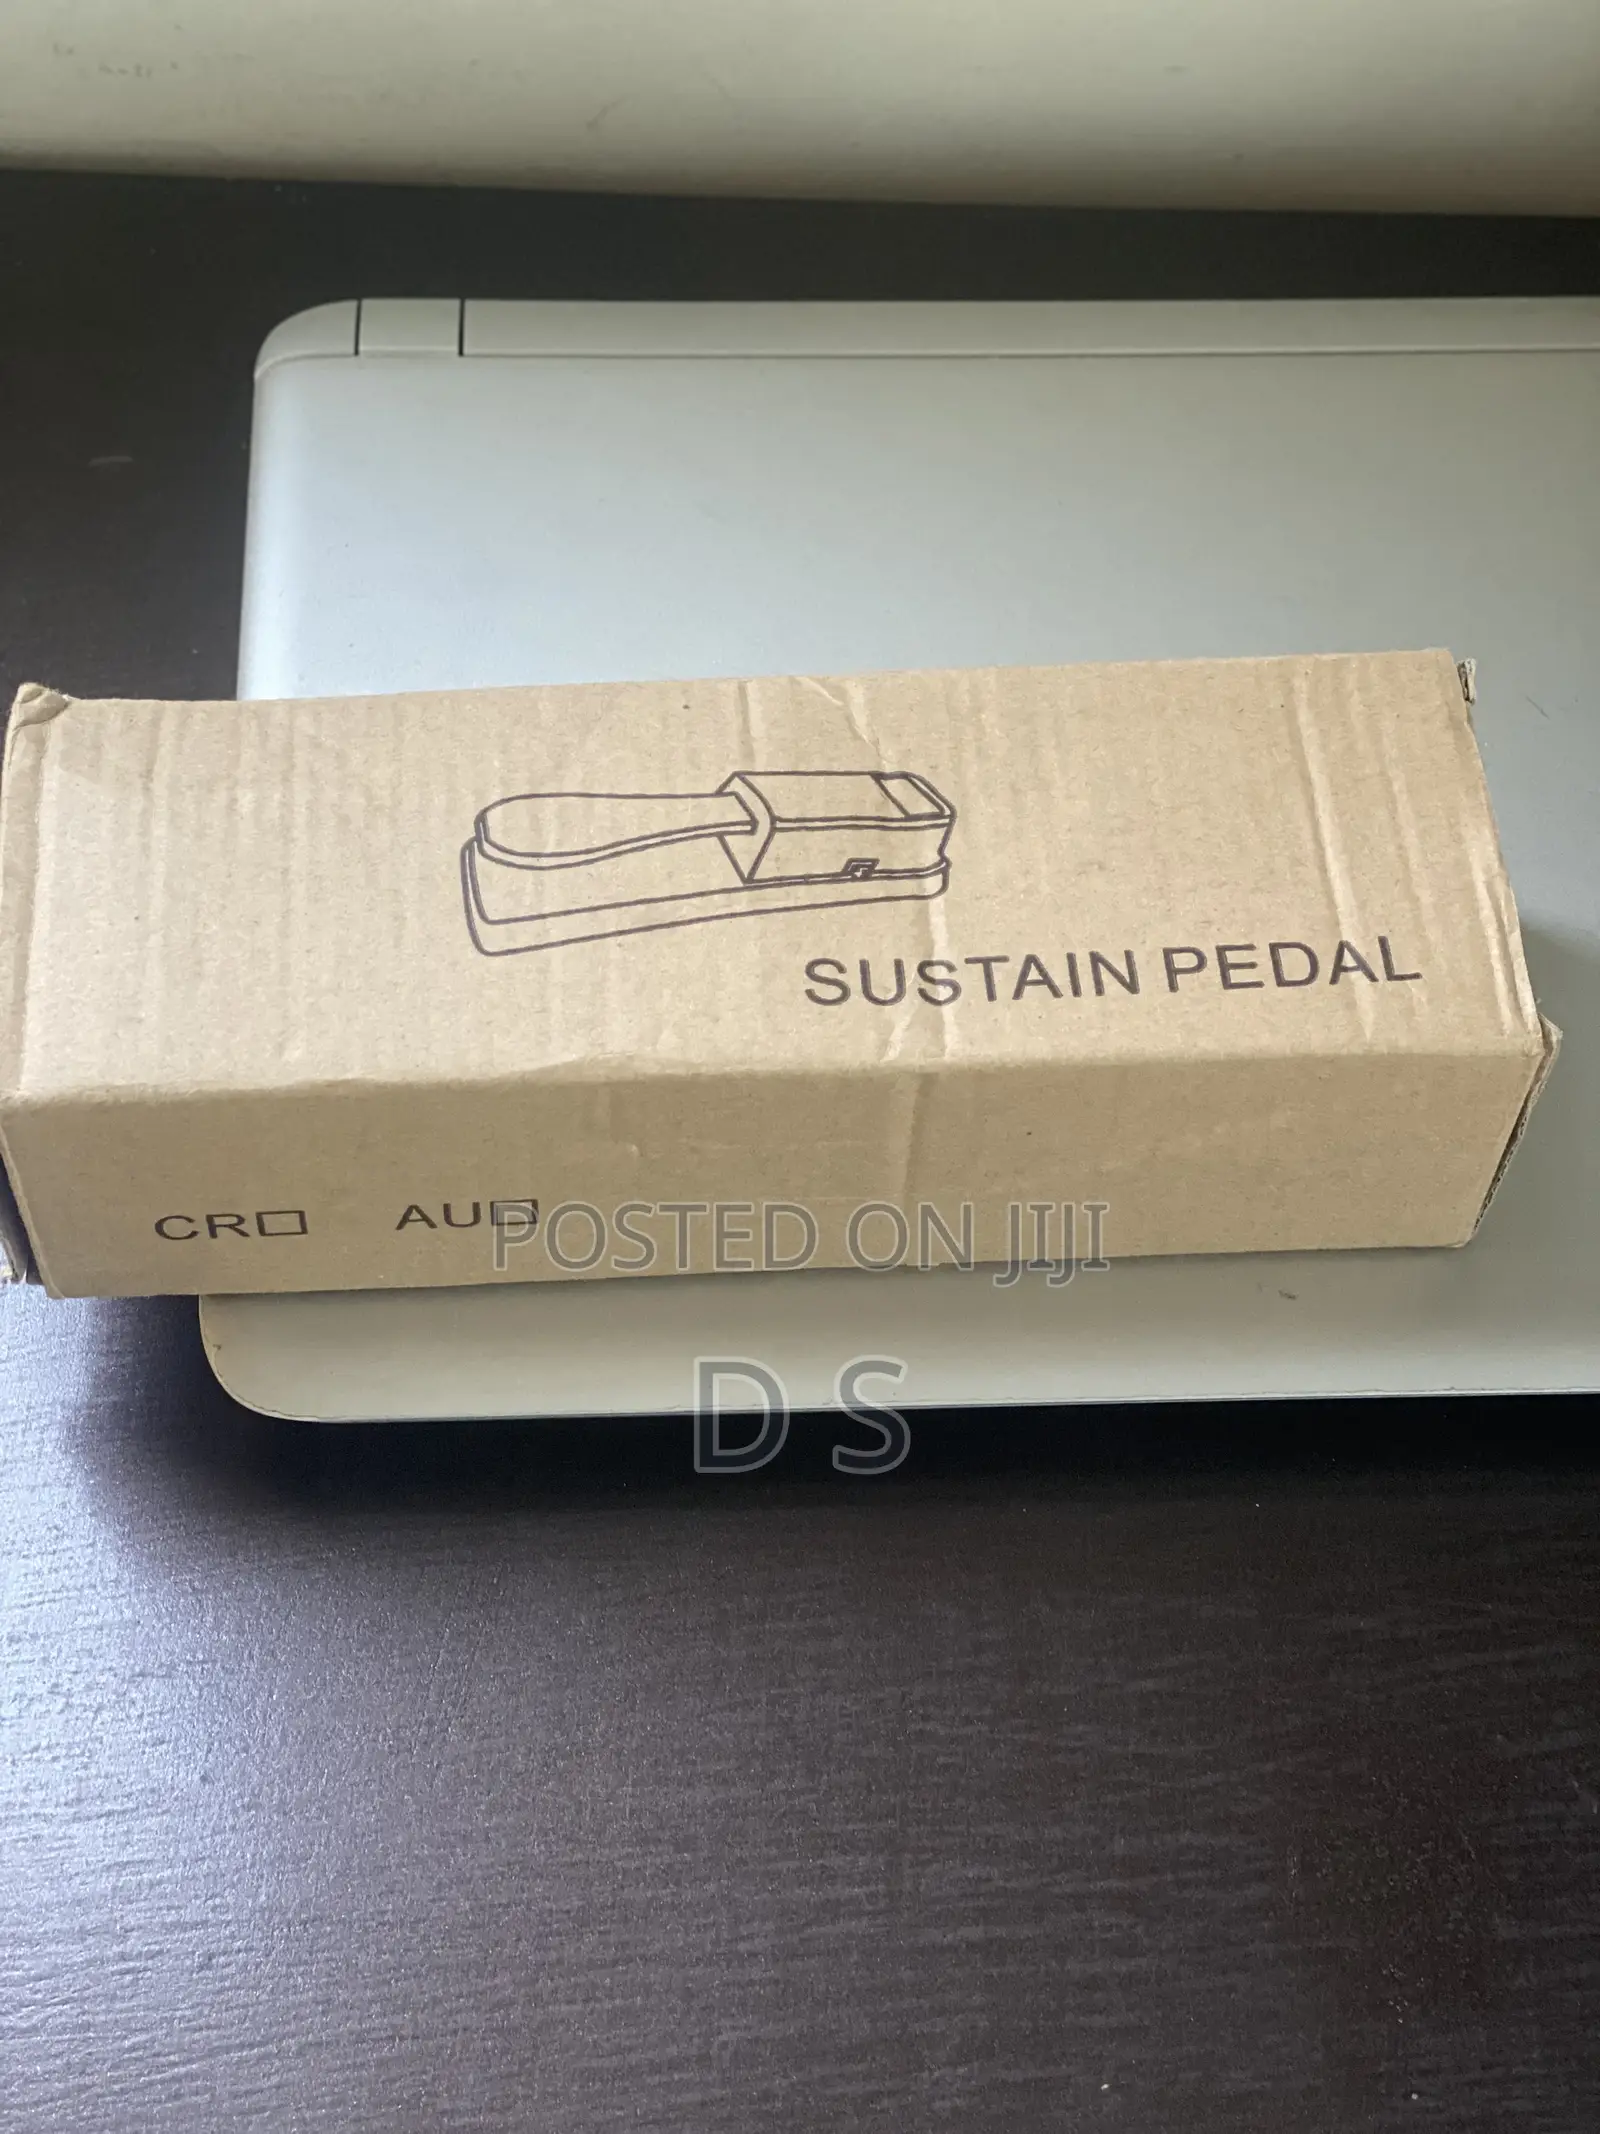 SUSTAIN PEDAL
CR□ AU□
POSTED ON JIJI
D S